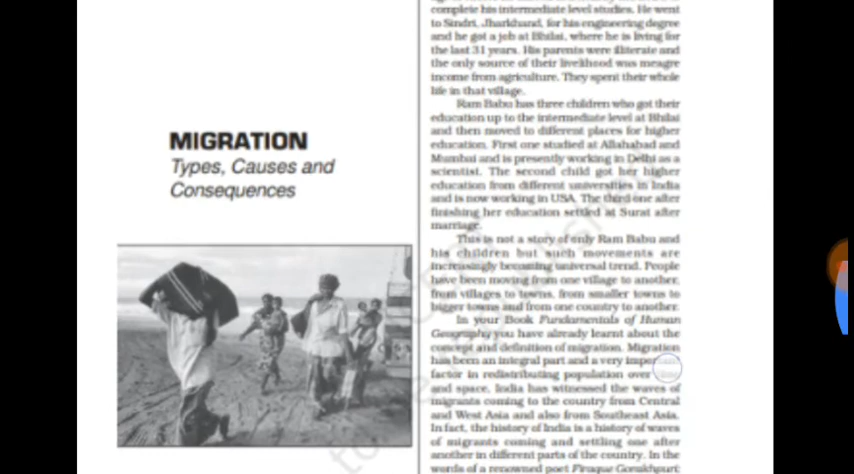 MIGRATION
Types, Causes and
Consequences
complete his intermediate level studies. He went
to Sindri, Jharkhand, for his engineering degree
and he got a job at Bhilai, where he is living for
the last 31 years. His parents were illiterate and
the only source of their livelihood was meagre
income from agriculture. They spent their whole
life in that village.
Ram Babu has three children who got their
education up to the intermediate level at Bhilai
and then moved to different places for higher
education. First one studied at Allahabad and
Mumbai and is presently working in Delhi as a
scientist. The second child got her higher
education from different universities in India
and is now working in USA. The third one after
finishing her education settled at Surat after
marriage.
This is not a story of only Ram Babu and
his children but such movements are
increasingly becoming universal trend. People
have been moving from one village to another,
from villages to towns, from smaller towns to
bigger towns and from one country to another.
In your Book Fundamentals of Human
Geography you have already learnt about the
concept and definition of migration. Migration
has been an integral part and a very important
factor in redistributing population over time
and space. India has witnessed the waves of
migrants coming to the country from Central
and West Asia and also from Southeast Asia.
In fact, the history of India is a history of waves
of migrants coming and settling one after
another in different parts of the country. In the
words of a renowned poet Firaque Gorakhpuri;